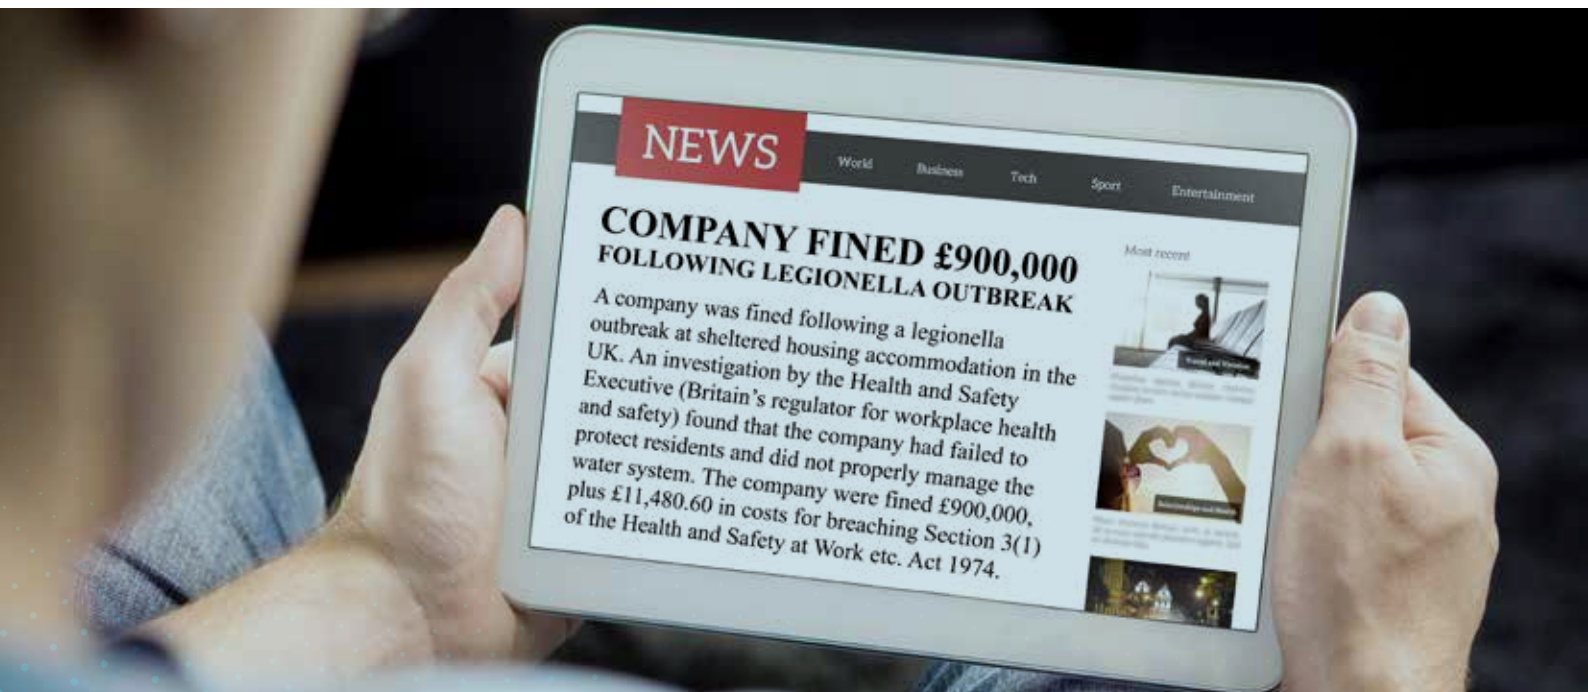 NEWS
World
Business
Tech
Sport
Entertainment
COMPANY FINED £900,000
FOLLOWING LEGIONELLA OUTBREAK
A company was fined following a legionella
outbreak at sheltered housing accommodation in the
UK. An investigation by the Health and Safety
Executive (Britain's regulator for workplace health
and safety) found that the company had failed to
protect residents and did not properly manage the
water system. The company were fined £900,000,
plus £11,480.60 in costs for breaching Section 3(1)
of the Health and Safety at Work etc. Act 1974.
Most recent